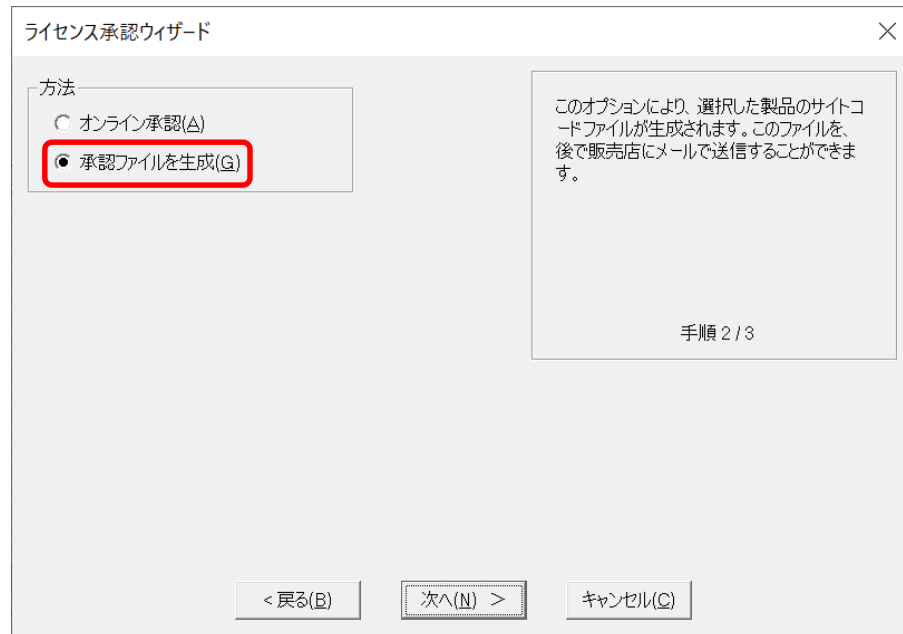 ライセンス承認ウィザード
方法
オンライン承認(A)
承認ファイルを生成(G)
このオプションにより、選択した製品のサイトコ
ードファイルが生成されます。このファイルを、
後で販売店にメールで送信することができま
す。
手順 2 / 3
< 戻る(B)
次へ(N) >
キャンセル(C)